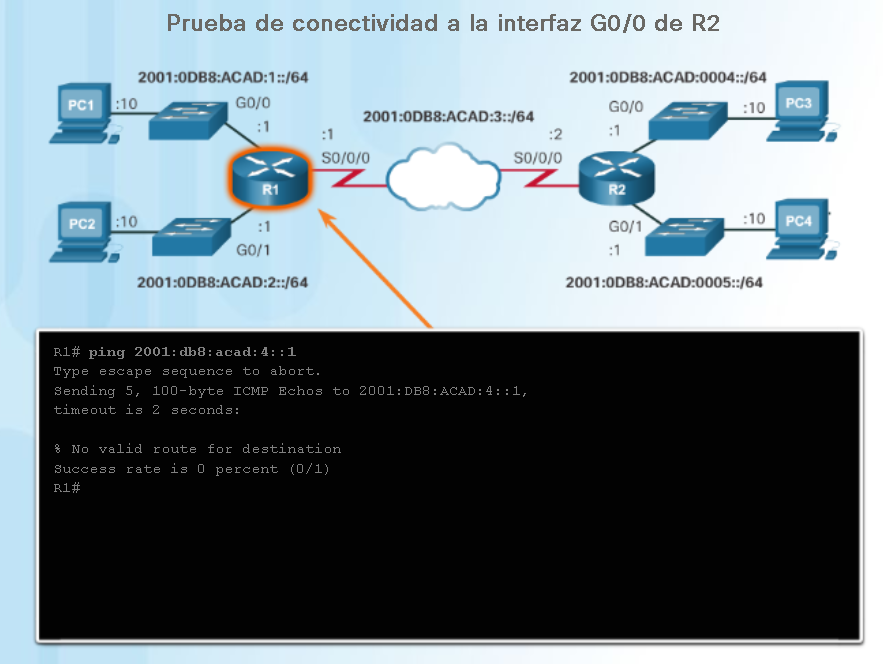 Prueba de conectividad a la interfaz G0/0 de R2
2001:0DB8:ACAD:1::/64
2001:0DB8:ACAD:0004::/64
PC1
:10
G0/0
:1
:1
2001:0DB8:ACAD:3::/64
:2
G0/0
:1
:10
PC3
S0/0/0
S0/0/0
R1
R2
PC2
:10
:1
G0/1
G0/1
:1
:10
PC4
2001:0DB8:ACAD:2::/64
2001:0DB8:ACAD:0005::/64
R1# ping 2001:db8:acad:4::1
Type escape sequence to abort.
Sending 5, 100-byte ICMP Echos to 2001:DB8:ACAD:4::1,
timeout is 2 seconds:
% No valid route for destination
Success rate is 0 percent (0/1)
R1#